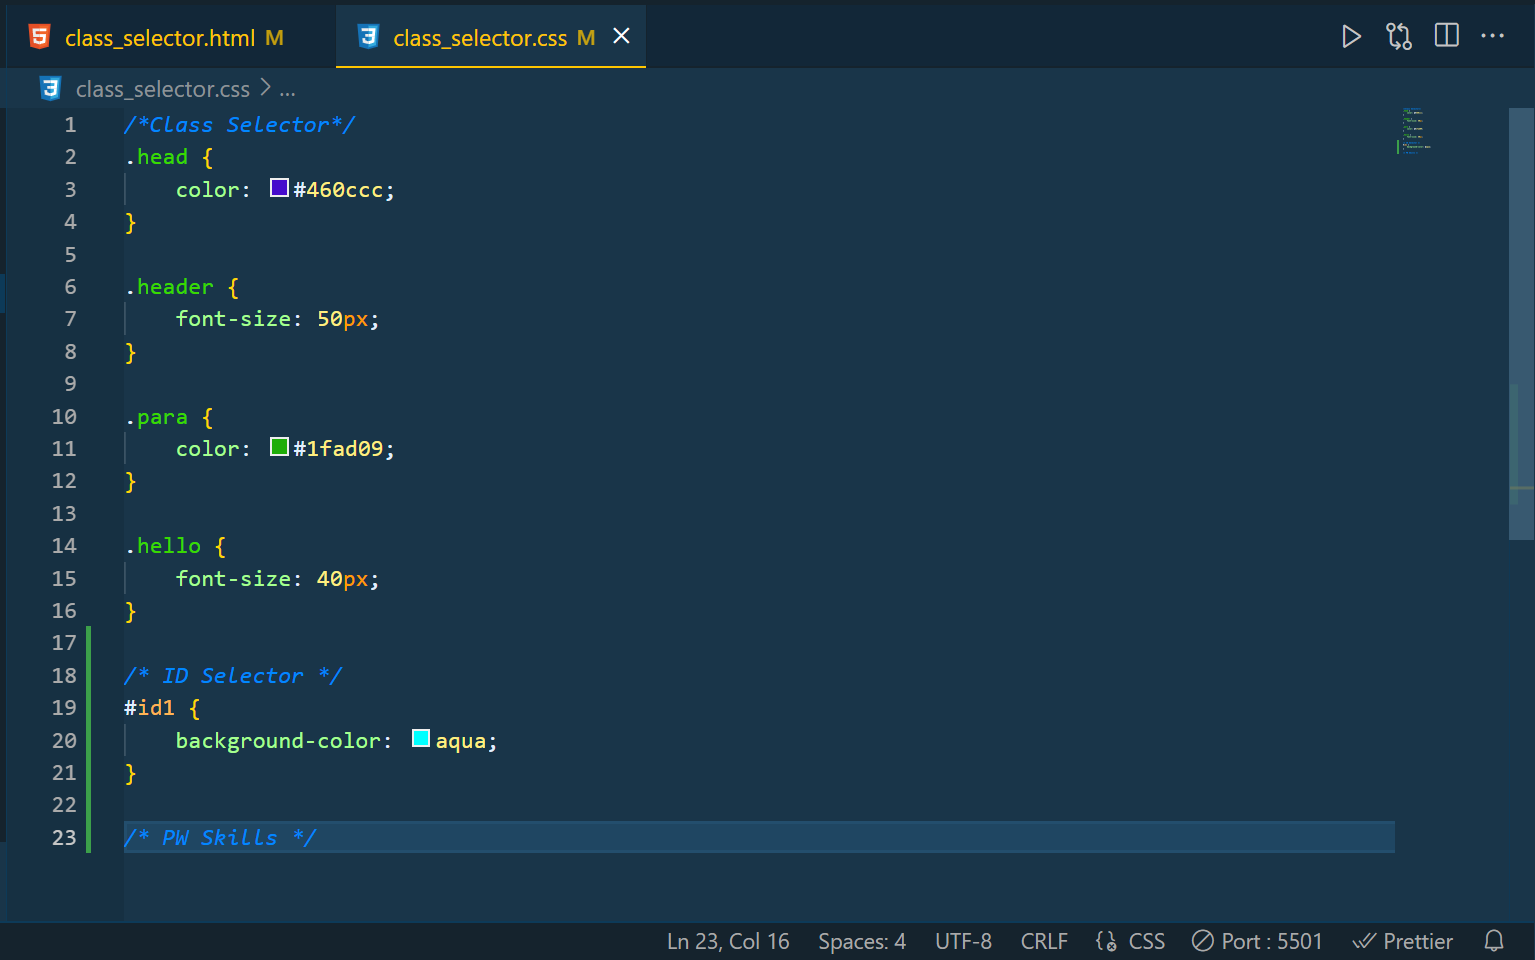 class_selector.html M
class_selector.css M
class_selector.css > ...
1 /*Class Selector*/
2 .head {
3     color: #460ccc;
4 }
5
6 .header {
7     font-size: 50px;
8 }
9
10 .para {
11     color: #1fad09;
12 }
13
14 .hello {
15     font-size: 40px;
16 }
17
18 /* ID Selector */
19 #id1 {
20     background-color: aqua;
21 }
22
23 /* PW Skills */
Ln 23, Col 16 Spaces: 4 UTF-8 CRLF CSS Port : 5501 Prettier